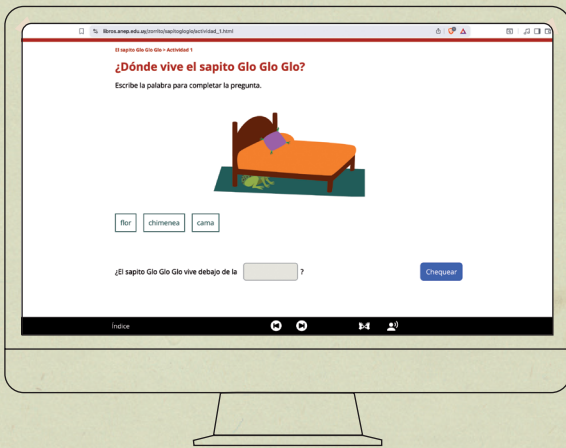 libros.anep.edu.uy/zorrito/sapitogloglo/actividad_1.html
El sapito Glo Glo Glo > Actividad 1
¿Dónde vive el sapito Glo Glo Glo?
Escribe la palabra para completar la pregunta.
flor chimenea cama
¿El sapito Glo Glo Glo vive debajo de la ?
Chequear
Índice